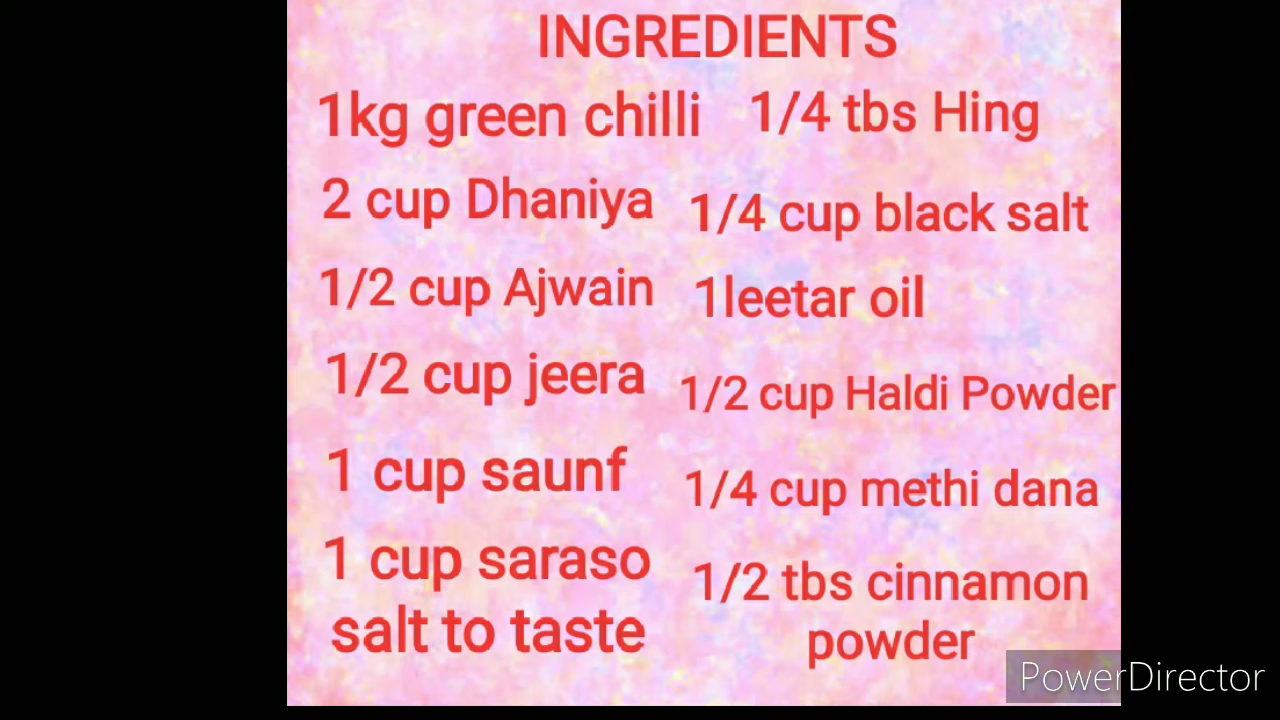 INGREDIENTS
1kg green chilli
2 cup Dhaniya
1/2 cup Ajwain
1/2 cup jeera
1 cup saunf
1 cup saraso
salt to taste
1/4 tbs Hing
1/4 cup black salt
1leetar oil
1/2 cup Haldi Powder
1/4 cup methi dana
1/2 tbs cinnamon
powder
PowerDirector